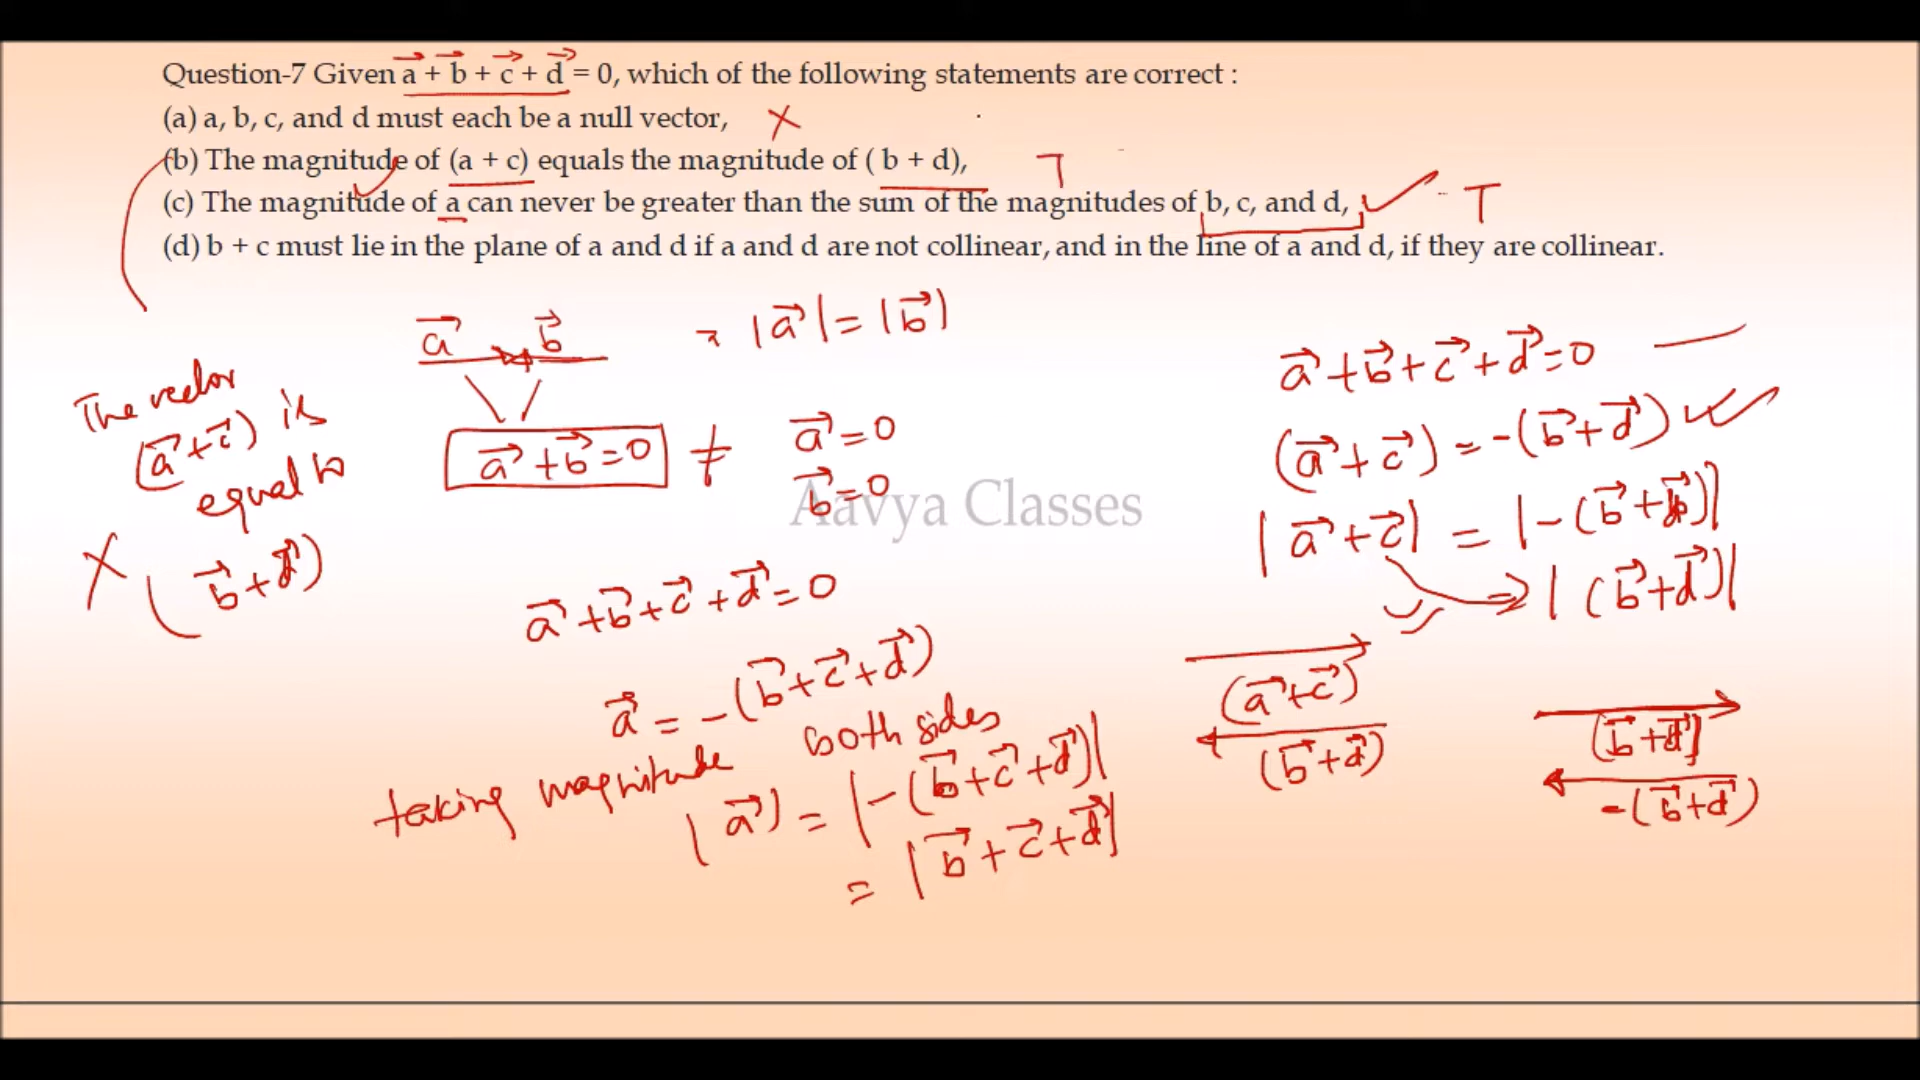 Question-7 Given a⃗ + b⃗ + c⃗ + d⃗ = 0, which of the following statements are correct :
(a) a, b, c, and d must each be a null vector, X
(b) The magnitude of (a + c) equals the magnitude of ( b + d), T
(c) The magnitude of a can never be greater than the sum of the magnitudes of b, c, and d, ✓ T
(d) b + c must lie in the plane of a and d if a and d are not collinear, and in the line of a and d, if they are collinear.
a⃗ b⃗ |a⃗| = |b⃗|
a⃗ + b⃗ = 0 ≠ a⃗ = 0
b⃗ = 0
The vector
(a⃗ + c⃗) is
equal to
X (b⃗ + d⃗)
Aavya Classes
a⃗ + b⃗ + c⃗ + d⃗ = 0
(a⃗ + c⃗) = -(b⃗ + d⃗) ✓
|a⃗ + c⃗| = |-(b⃗ + d⃗)|
⇒ |(b⃗ + d⃗)|
a⃗ + b⃗ + c⃗ + d⃗ = 0
a⃗ = -(b⃗ + c⃗ + d⃗)
taking magnitude both sides
|a⃗| = |-(b⃗ + c⃗ + d⃗)|
= |b⃗ + c⃗ + d⃗|
(a⃗ + c⃗)
(b⃗ + d⃗)
(b⃗ + d⃗)
-(b⃗ + d⃗)